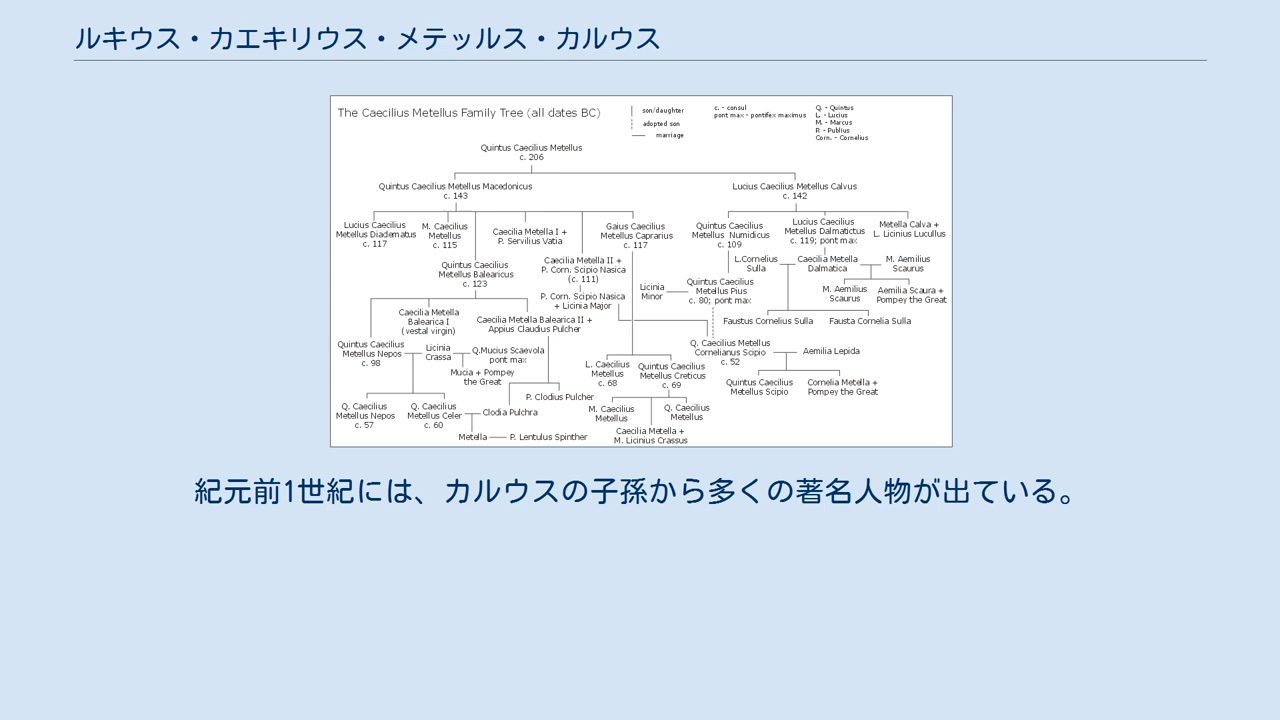 ルキウス・カエキリウス・メテッルス・カルウス
The Caecilius Metellus Family Tree (all dates BC)
son/daughter
adopted son
marriage
c. - consul
pont max - pontifex maximus
Q. - Quintus
L. - Lucius
M. - Marcus
P. - Publius
Corn. - Cornelius
Quintus Caecilius Metellus
c. 206
Quintus Caecilius Metellus Macedonicus
c. 143
Lucius Caecilius Metellus Calvus
c. 142
Lucius Caecilius
Metellus Diadematus
c. 117
M. Caecilius
Metellus
c. 115
Caecilia Metella I +
P. Servilius Vatia
Gaius Caecilius
Metellus Caprarius
c. 117
Quintus Caecilius
Metellus Numidicus
c. 109
Lucius Caecilius
Metellus Dalmatictus
c. 119; pont max
Metella Calva +
L. Licinius Lucullus
Quintus Caecilius
Metellus Balearicus
c. 123
Caecilia Metella II +
P. Corn. Scipio Nasica
(c. 111)
L.Cornelius
Sulla
Caecilia Metella
Dalmatica
M. Aemilius
Scaurus
P. Corn. Scipio Nasica
+ Licinia Major
Licinia
Minor
Quintus Caecilius
Metellus Pius
c. 80; pont max
M. Aemilius
Scaurus
Aemilia Scaura +
Pompey the Great
Caecilia Metella
Balearica I
(vestal virgin)
Caecilia Metella Balearica II +
Appius Claudius Pulcher
Faustus Cornelius Sulla
Fausta Cornelia Sulla
Quintus Caecilius
Metellus Nepos
c. 98
Licinia
Crassa
Q.Mucius Scaevola
pont max
Q. Caecilius Metellus
Cornelianus Scipio
c. 52
Aemilia Lepida
Mucia + Pompey
the Great
L. Caecilius
Metellus
c. 68
Quintus Caecilius
Metellus Creticus
c. 69
Quintus Caecilius
Metellus Scipio
Cornelia Metella +
Pompey the Great
P. Clodius Pulcher
Q. Caecilius
Metellus Nepos
c. 57
Q. Caecilius
Metellus Celer
c. 60
Clodia Pulchra
M. Caecilius
Metellus
Q. Caecilius
Metellus
Metella
P. Lentulus Spinther
Caecilia Metella +
M. Licinius Crassus
紀元前1世紀には、カルウスの子孫から多くの著名人物が出ている。